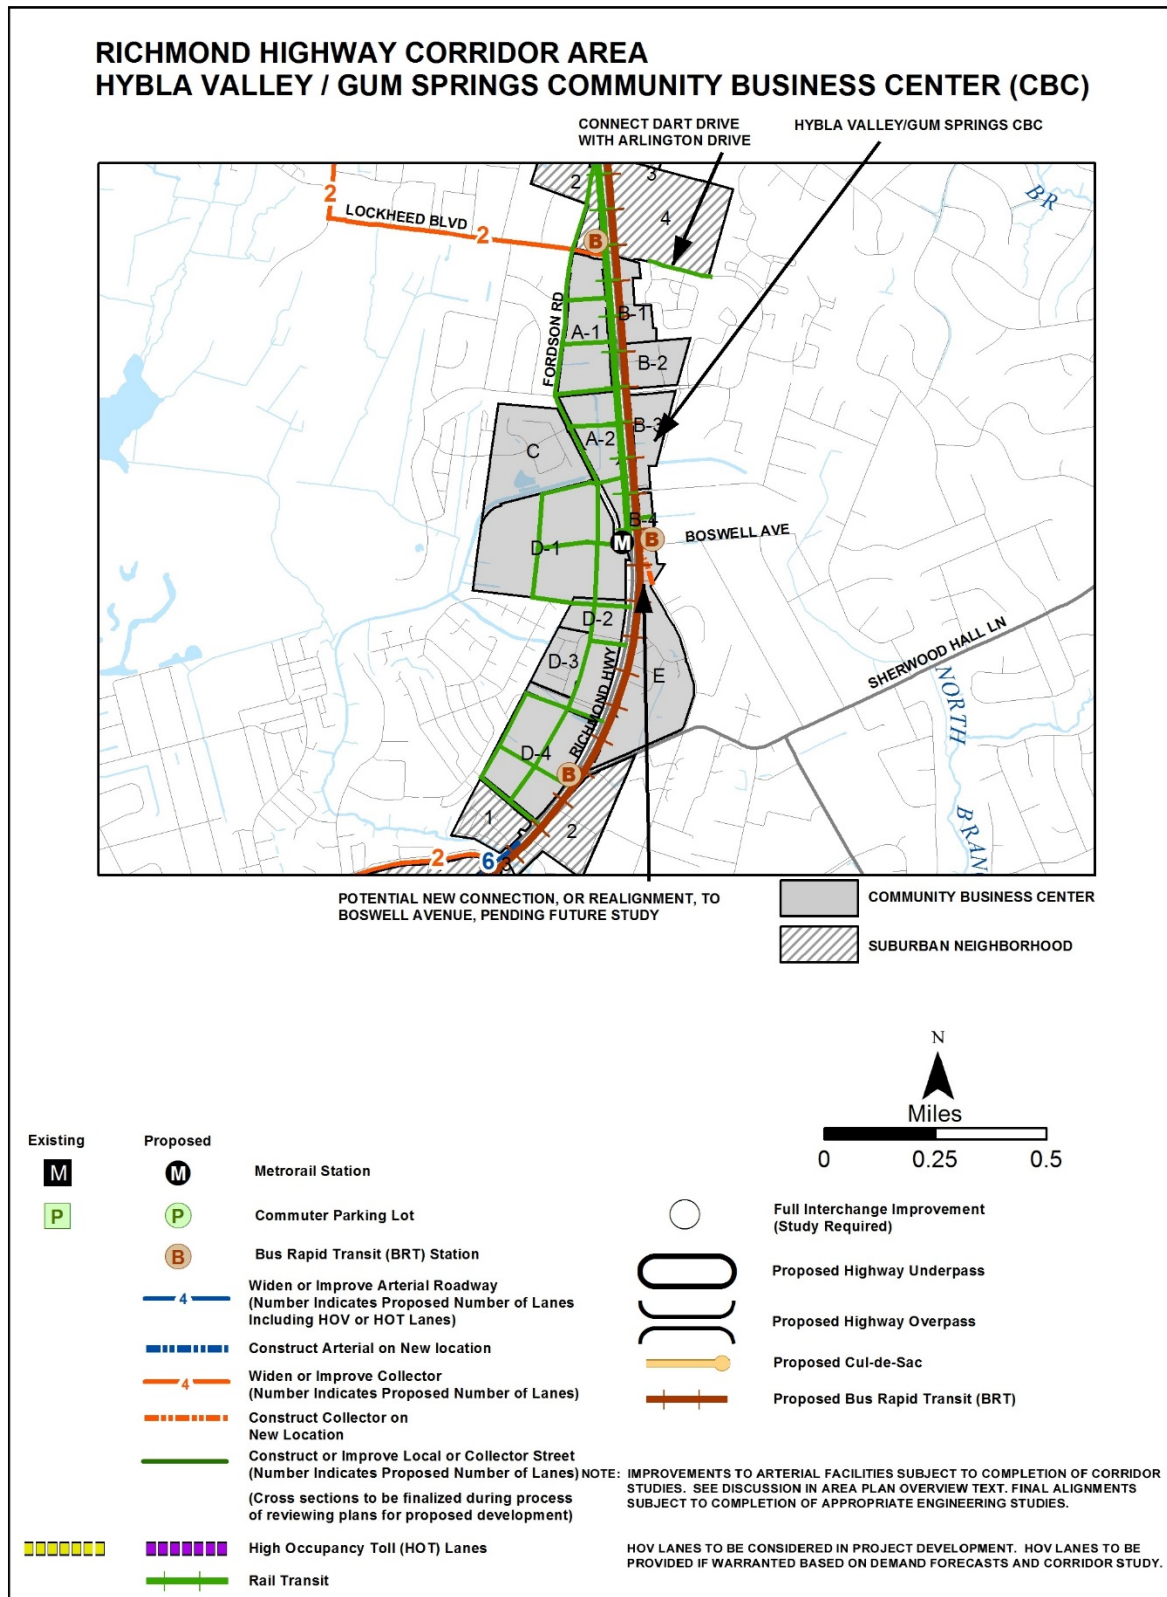 RICHMOND HIGHWAY CORRIDOR AREA
HYBLA VALLEY / GUM SPRINGS COMMUNITY BUSINESS CENTER (CBC)
CONNECT DART DRIVE
WITH ARLINGTON DRIVE
HYBLA VALLEY/GUM SPRINGS CBC
2
LOCKHEED BLVD
2
2
3
4
B
BR
FORDSON RD
A-1
B-1
B-2
A-2
B-3
C
B-4
D-1
M
B
BOSWELL AVE
D-2
D-3
E
RICHMOND HWY
SHERWOOD HALL LN
NORTH
BRANC
D-4
B
1
2
2
6
3
POTENTIAL NEW CONNECTION, OR REALIGNMENT, TO
BOSWELL AVENUE, PENDING FUTURE STUDY
COMMUNITY BUSINESS CENTER
SUBURBAN NEIGHBORHOOD
N
Miles
0 0.25 0.5
Existing Proposed
M M Metrorail Station
P P Commuter Parking Lot
B Bus Rapid Transit (BRT) Station
4 Widen or Improve Arterial Roadway
(Number Indicates Proposed Number of Lanes
Including HOV or HOT Lanes)
Construct Arterial on New location
4 Widen or Improve Collector
(Number Indicates Proposed Number of Lanes)
Construct Collector on
New Location
Construct or Improve Local or Collector Street
(Number Indicates Proposed Number of Lanes)
(Cross sections to be finalized during process
of reviewing plans for proposed development)
High Occupancy Toll (HOT) Lanes
Rail Transit
Full Interchange Improvement
(Study Required)
Proposed Highway Underpass
Proposed Highway Overpass
Proposed Cul-de-Sac
Proposed Bus Rapid Transit (BRT)
NOTE: IMPROVEMENTS TO ARTERIAL FACILITIES SUBJECT TO COMPLETION OF CORRIDOR
STUDIES. SEE DISCUSSION IN AREA PLAN OVERVIEW TEXT. FINAL ALIGNMENTS
SUBJECT TO COMPLETION OF APPROPRIATE ENGINEERING STUDIES.
HOV LANES TO BE CONSIDERED IN PROJECT DEVELOPMENT. HOV LANES TO BE
PROVIDED IF WARRANTED BASED ON DEMAND FORECASTS AND CORRIDOR STUDY.